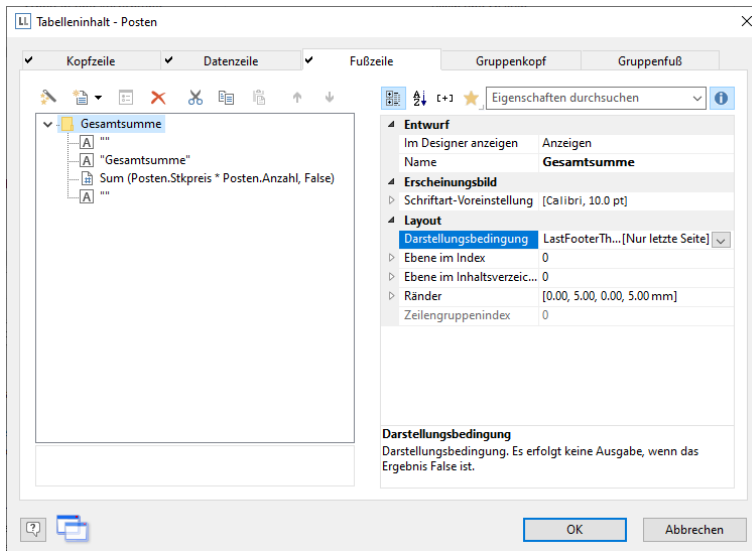 LL Tabelleninhalt - Posten
Kopfzeile Datenzeile Fußzeile Gruppenkopf Gruppenfuß
Eigenschaften durchsuchen
Gesamtsumme
""
"Gesamtsumme"
Sum (Posten.Stkpreis * Posten.Anzahl, False)
""
Entwurf
Im Designer anzeigen Anzeigen
Name Gesamtsumme
Erscheinungsbild
Schriftart-Voreinstellung [Calibri, 10.0 pt]
Layout
Darstellungsbedingung LastFooterTh...[Nur letzte Seite]
Ebene im Index 0
Ebene im Inhaltsverzeic... 0
Ränder [0.00, 5.00, 0.00, 5.00 mm]
Zeilengruppenindex 0
Darstellungsbedingung
Darstellungsbedingung. Es erfolgt keine Ausgabe, wenn das
Ergebnis False ist.
OK Abbrechen